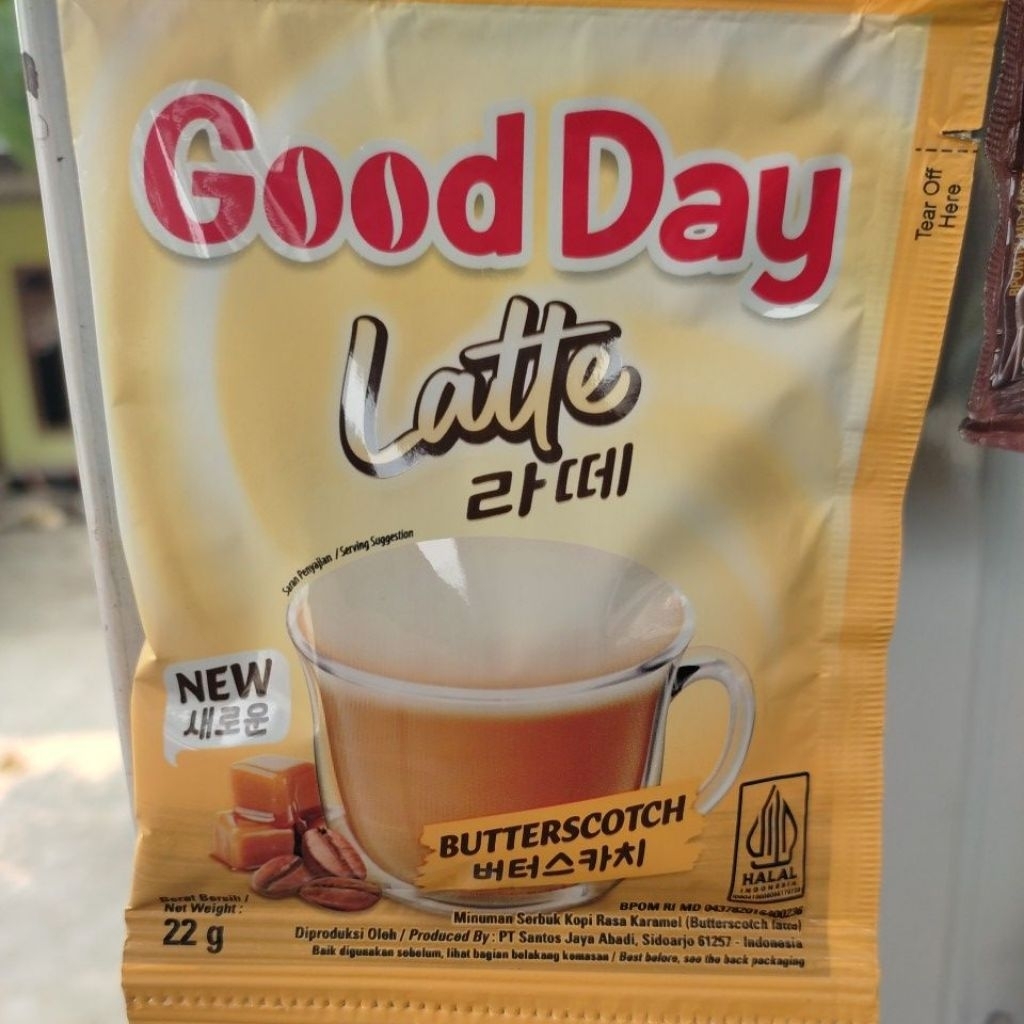 Good Day
Tear Off
Here
Latte
라떼
Saran Penyajian / Serving Suggestion
NEW
새로운
BUTTERSCOTCH
버터스카치
HALAL
INDONESIA
Berat Bersih /
Net Weight :
22 g
BPOM RI MD
Minuman Serbuk Kopi Rasa Karamel (Butterscotch latte)
Diproduksi Oleh / Produced By : PT Santos Jaya Abadi, Sidoarjo 61257 - Indonesia
Baik digunakan sebelum, lihat bagian belakang kemasan / Best before, see the back packaging